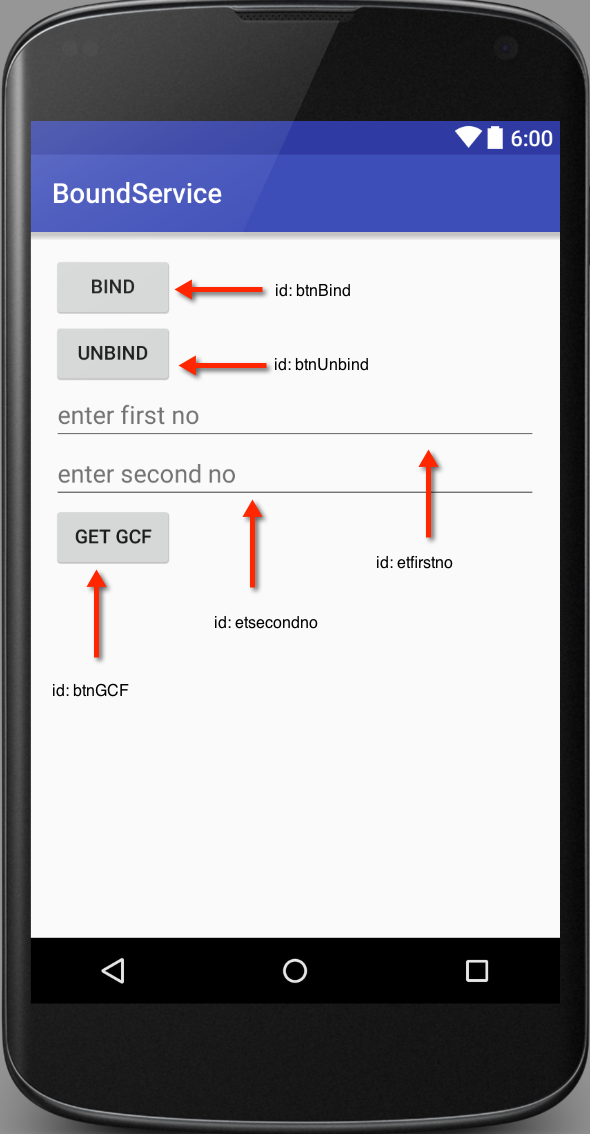 6:00
BoundService
BIND
id: btnBind
UNBIND
id: btnUnbind
enter first no
enter second no
GET GCF
id: etfirstno
id: etsecondno
id: btnGCF